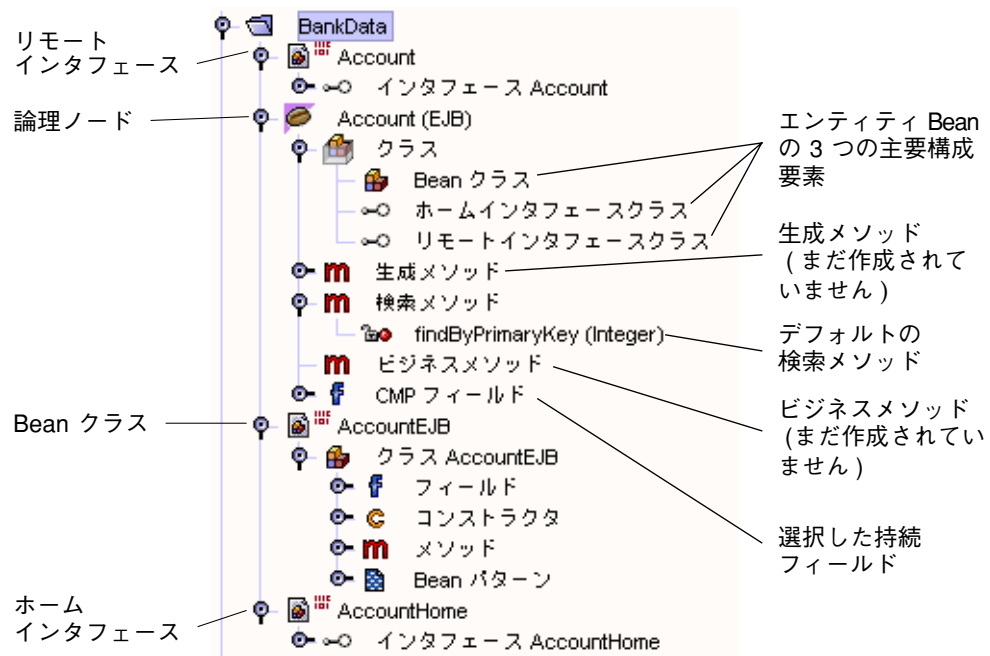 リモート
インタフェース
論理ノード
Bean クラス
ホーム
インタフェース
BankData
Account
インタフェース Account
Account (EJB)
クラス
Bean クラス
ホームインタフェースクラス
リモートインタフェースクラス
生成メソッド
検索メソッド
findByPrimaryKey (Integer)
ビジネスメソッド
CMP フィールド
AccountEJB
クラス AccountEJB
フィールド
コンストラクタ
メソッド
Bean パターン
AccountHome
インタフェース AccountHome
エンティティ Bean
の 3 つの主要構成
要素
生成メソッド
( まだ作成されて
いません )
デフォルトの
検索メソッド
ビジネスメソッド
(まだ作成されてい
ません )
選択した持続
フィールド